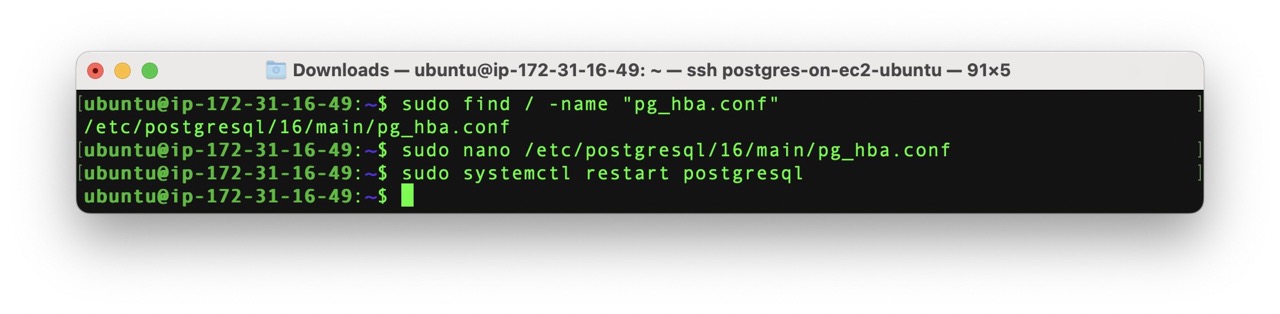 Downloads — ubuntu@ip-172-31-16-49: ~ — ssh postgres-on-ec2-ubuntu — 91×5
[ubuntu@ip-172-31-16-49:~$ sudo find / -name "pg_hba.conf" ]
/etc/postgresql/16/main/pg_hba.conf
[ubuntu@ip-172-31-16-49:~$ sudo nano /etc/postgresql/16/main/pg_hba.conf ]
[ubuntu@ip-172-31-16-49:~$ sudo systemctl restart postgresql ]
ubuntu@ip-172-31-16-49:~$